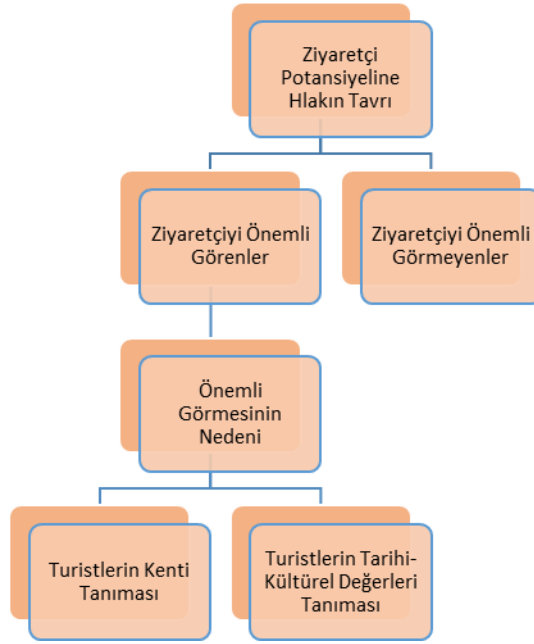 Ziyaretçi
Potansiyeline
Hlakın Tavrı
Ziyaretçiyi Önemli
Görenler
Ziyaretçiyi Önemli
Görmeyenler
Önemli
Görmesinin
Nedeni
Turistlerin Kenti
Tanıması
Turistlerin Tarihi-
Kültürel Değerleri
Tanıması